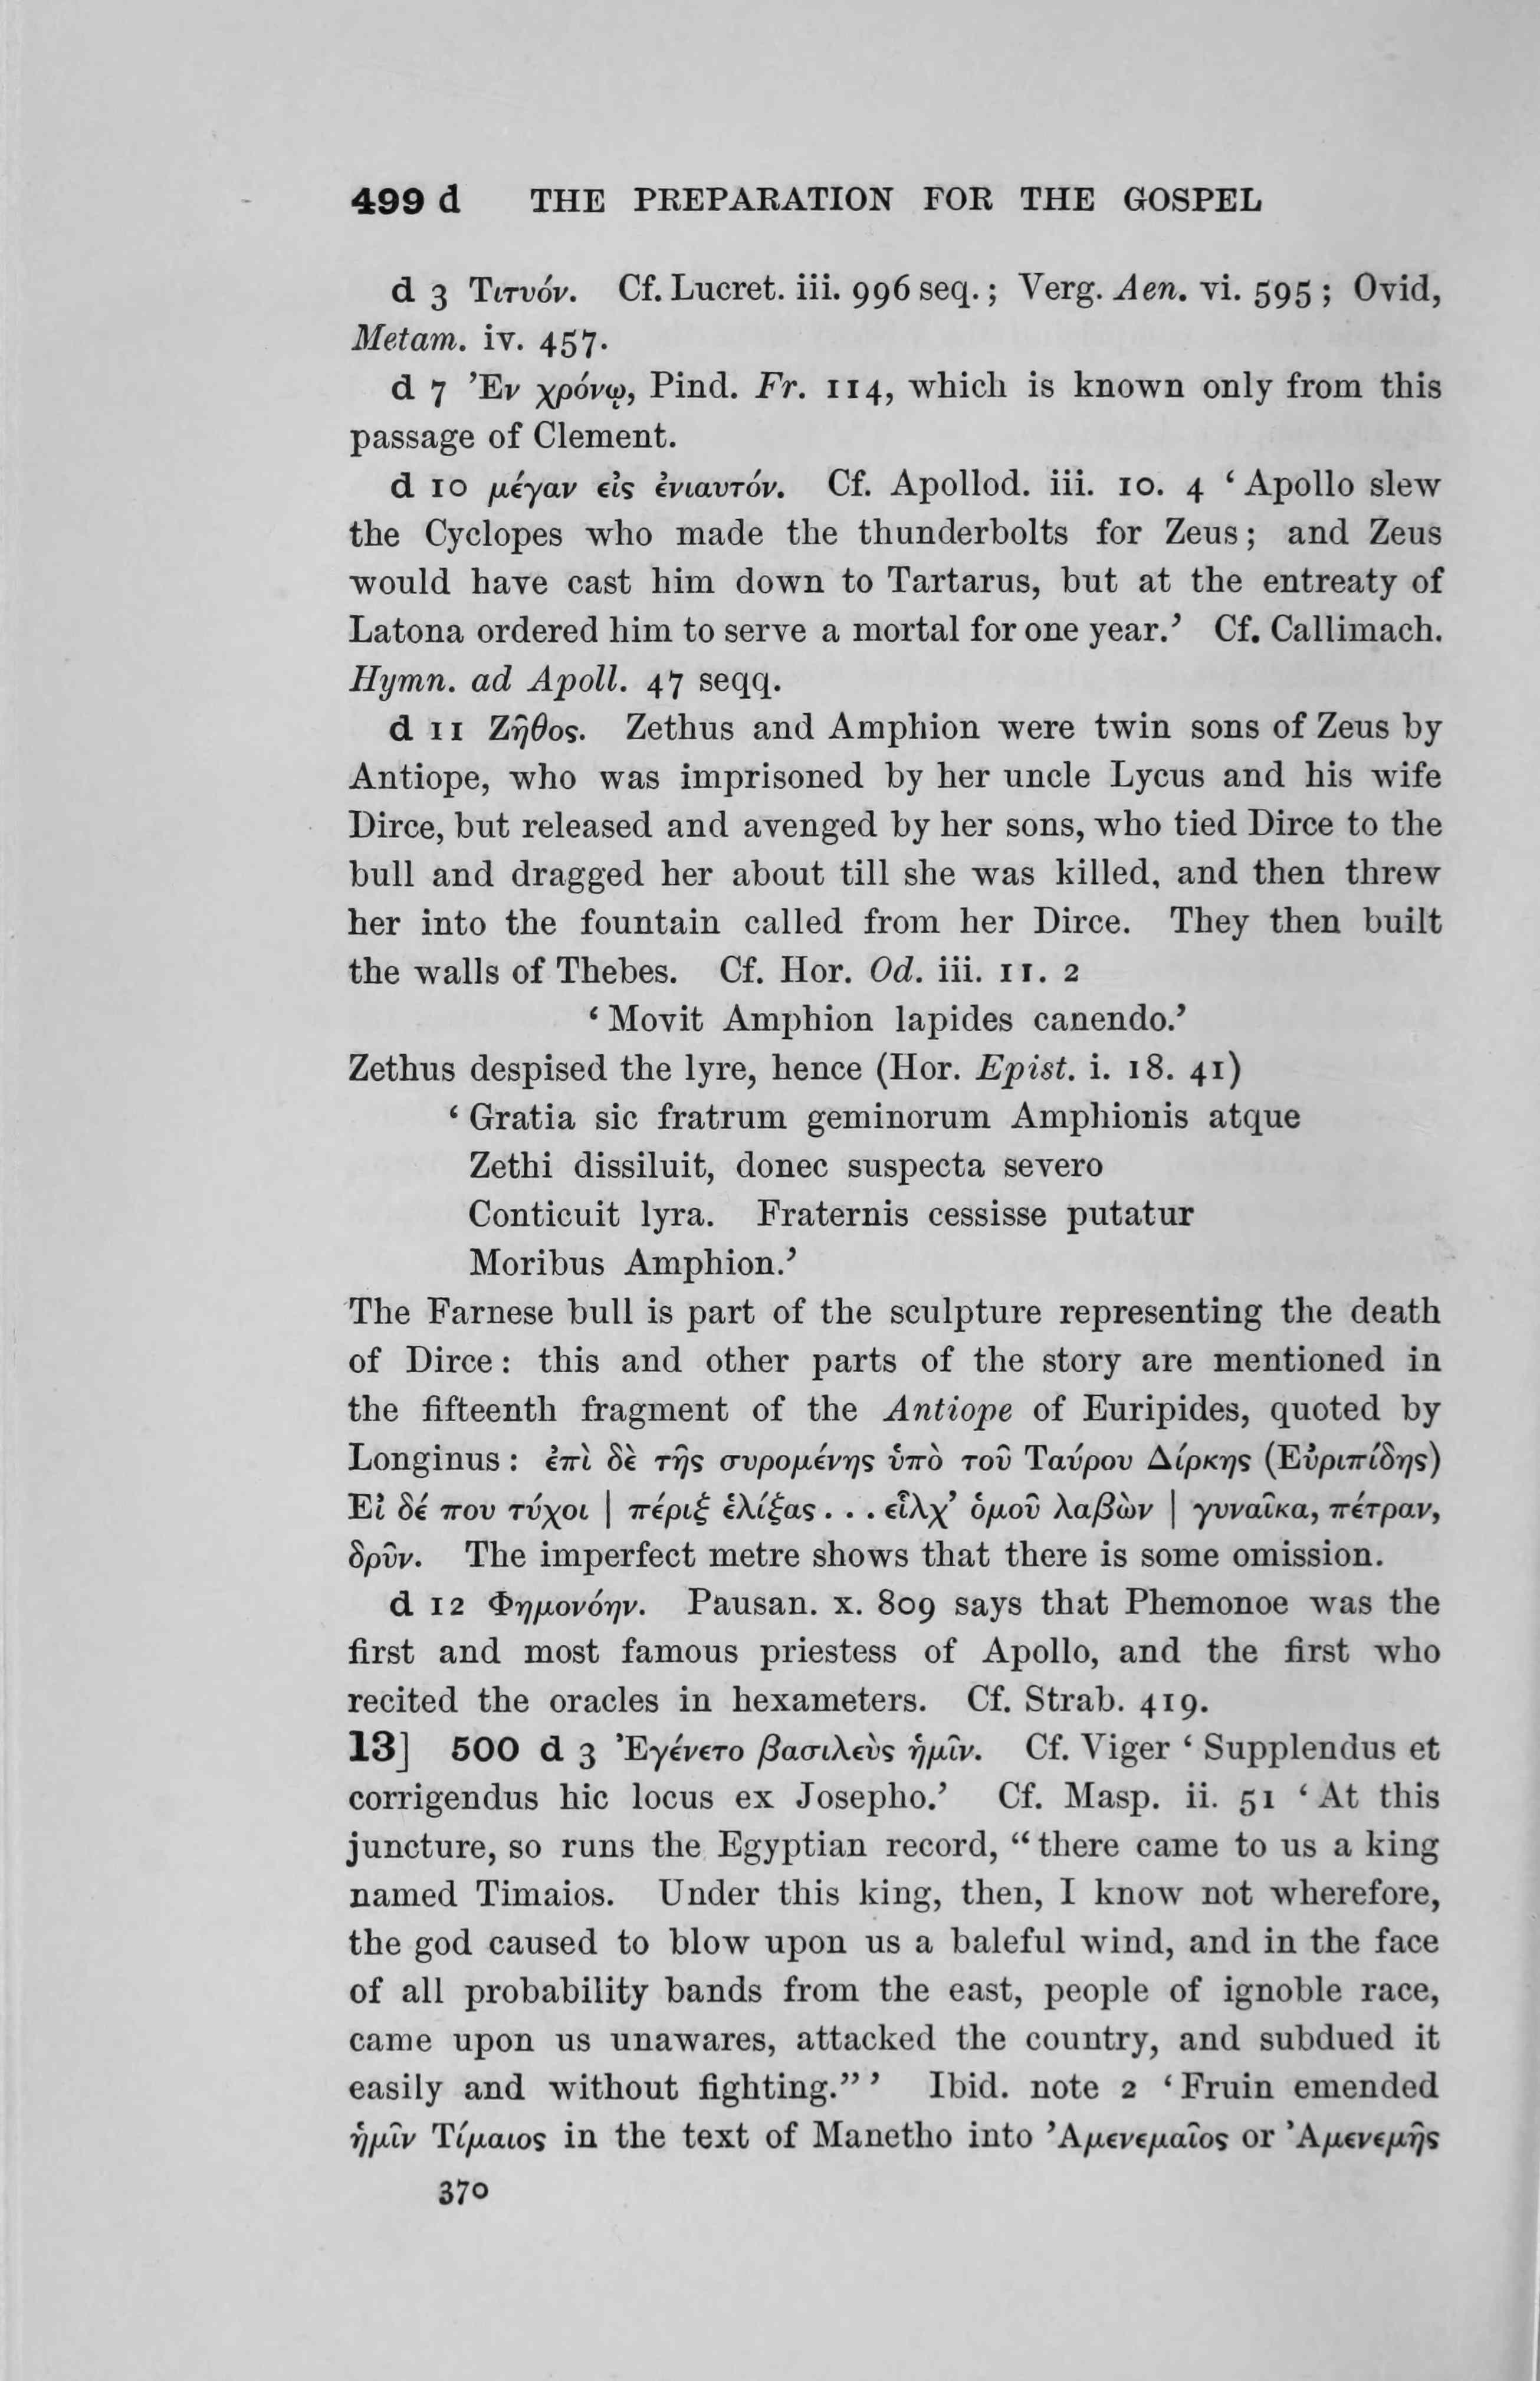 499 d THE PREPARATION FOR THE GOSPEL
d 3 Τιτυόν. Cf. Lucret. iii. 996 seq. ; Verg. Aen. vi. 595 ; Ovid,
Metam. iv. 457.
d 7 Ἐν χρόνῳ, Pind. Fr. 114, which is known only from this
passage of Clement.
d 10 μέγαν εἰς ἐνιαυτόν. Cf. Apollod. iii. 10. 4 ‘ Apollo slew
the Cyclopes who made the thunderbolts for Zeus ; and Zeus
would have cast him down to Tartarus, but at the entreaty of
Latona ordered him to serve a mortal for one year.’ Cf. Callimach.
Hymn. ad Apoll. 47 seqq.
d 11 Ζῆθος. Zethus and Amphion were twin sons of Zeus by
Antiope, who was imprisoned by her uncle Lycus and his wife
Dirce, but released and avenged by her sons, who tied Dirce to the
bull and dragged her about till she was killed, and then threw
her into the fountain called from her Dirce. They then built
the walls of Thebes. Cf. Hor. Od. iii. 11. 2
‘ Movit Amphion lapides canendo.’
Zethus despised the lyre, hence (Hor. Epist. i. 18. 41)
‘ Gratia sic fratrum geminorum Amphionis atque
Zethi dissiluit, donec suspecta severo
Conticuit lyra. Fraternis cessisse putatur
Moribus Amphion.’
The Farnese bull is part of the sculpture representing the death
of Dirce : this and other parts of the story are mentioned in
the fifteenth fragment of the Antiope of Euripides, quoted by
Longinus : ἐπὶ δὲ τῆς συρομένης ὑπὸ τοῦ Ταύρου Δίρκης (Εὐριπίδης)
Εἰ δέ που τύχοι | πέριξ ἑλίξας . . . εἷλχ’ ὁμοῦ λαβὼν | γυναῖκα, πέτραν,
δρῦν. The imperfect metre shows that there is some omission.
d 12 Φημονόην. Pausan. x. 809 says that Phemonoe was the
first and most famous priestess of Apollo, and the first who
recited the oracles in hexameters. Cf. Strab. 419.
13] 500 d 3 Ἐγένετο βασιλεὺς ἡμῖν. Cf. Viger ‘ Supplendus et
corrigendus hic locus ex Josepho.’ Cf. Masp. ii. 51 ‘ At this
juncture, so runs the Egyptian record, “ there came to us a king
named Timaios. Under this king, then, I know not wherefore,
the god caused to blow upon us a baleful wind, and in the face
of all probability bands from the east, people of ignoble race,
came upon us unawares, attacked the country, and subdued it
easily and without fighting.” ’ Ibid. note 2 ‘ Fruin emended
ἡμῖν Τίμαιος in the text of Manetho into Ἀμενεμαῖος or Ἀμενεμῆς
370